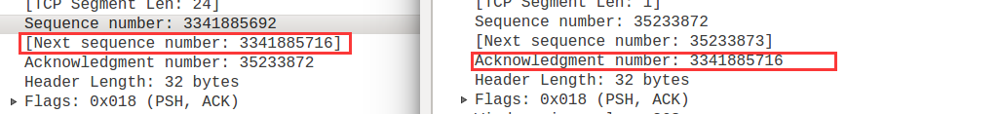 [TCP Segment Len: 24]
Sequence number: 3341885692
[Next sequence number: 3341885716]
Acknowledgment number: 35233872
Header Length: 32 bytes
Flags: 0x018 (PSH, ACK)
[TCP Segment Len: 1]
Sequence number: 35233872
[Next sequence number: 35233873]
Acknowledgment number: 3341885716
Header Length: 32 bytes
Flags: 0x018 (PSH, ACK)